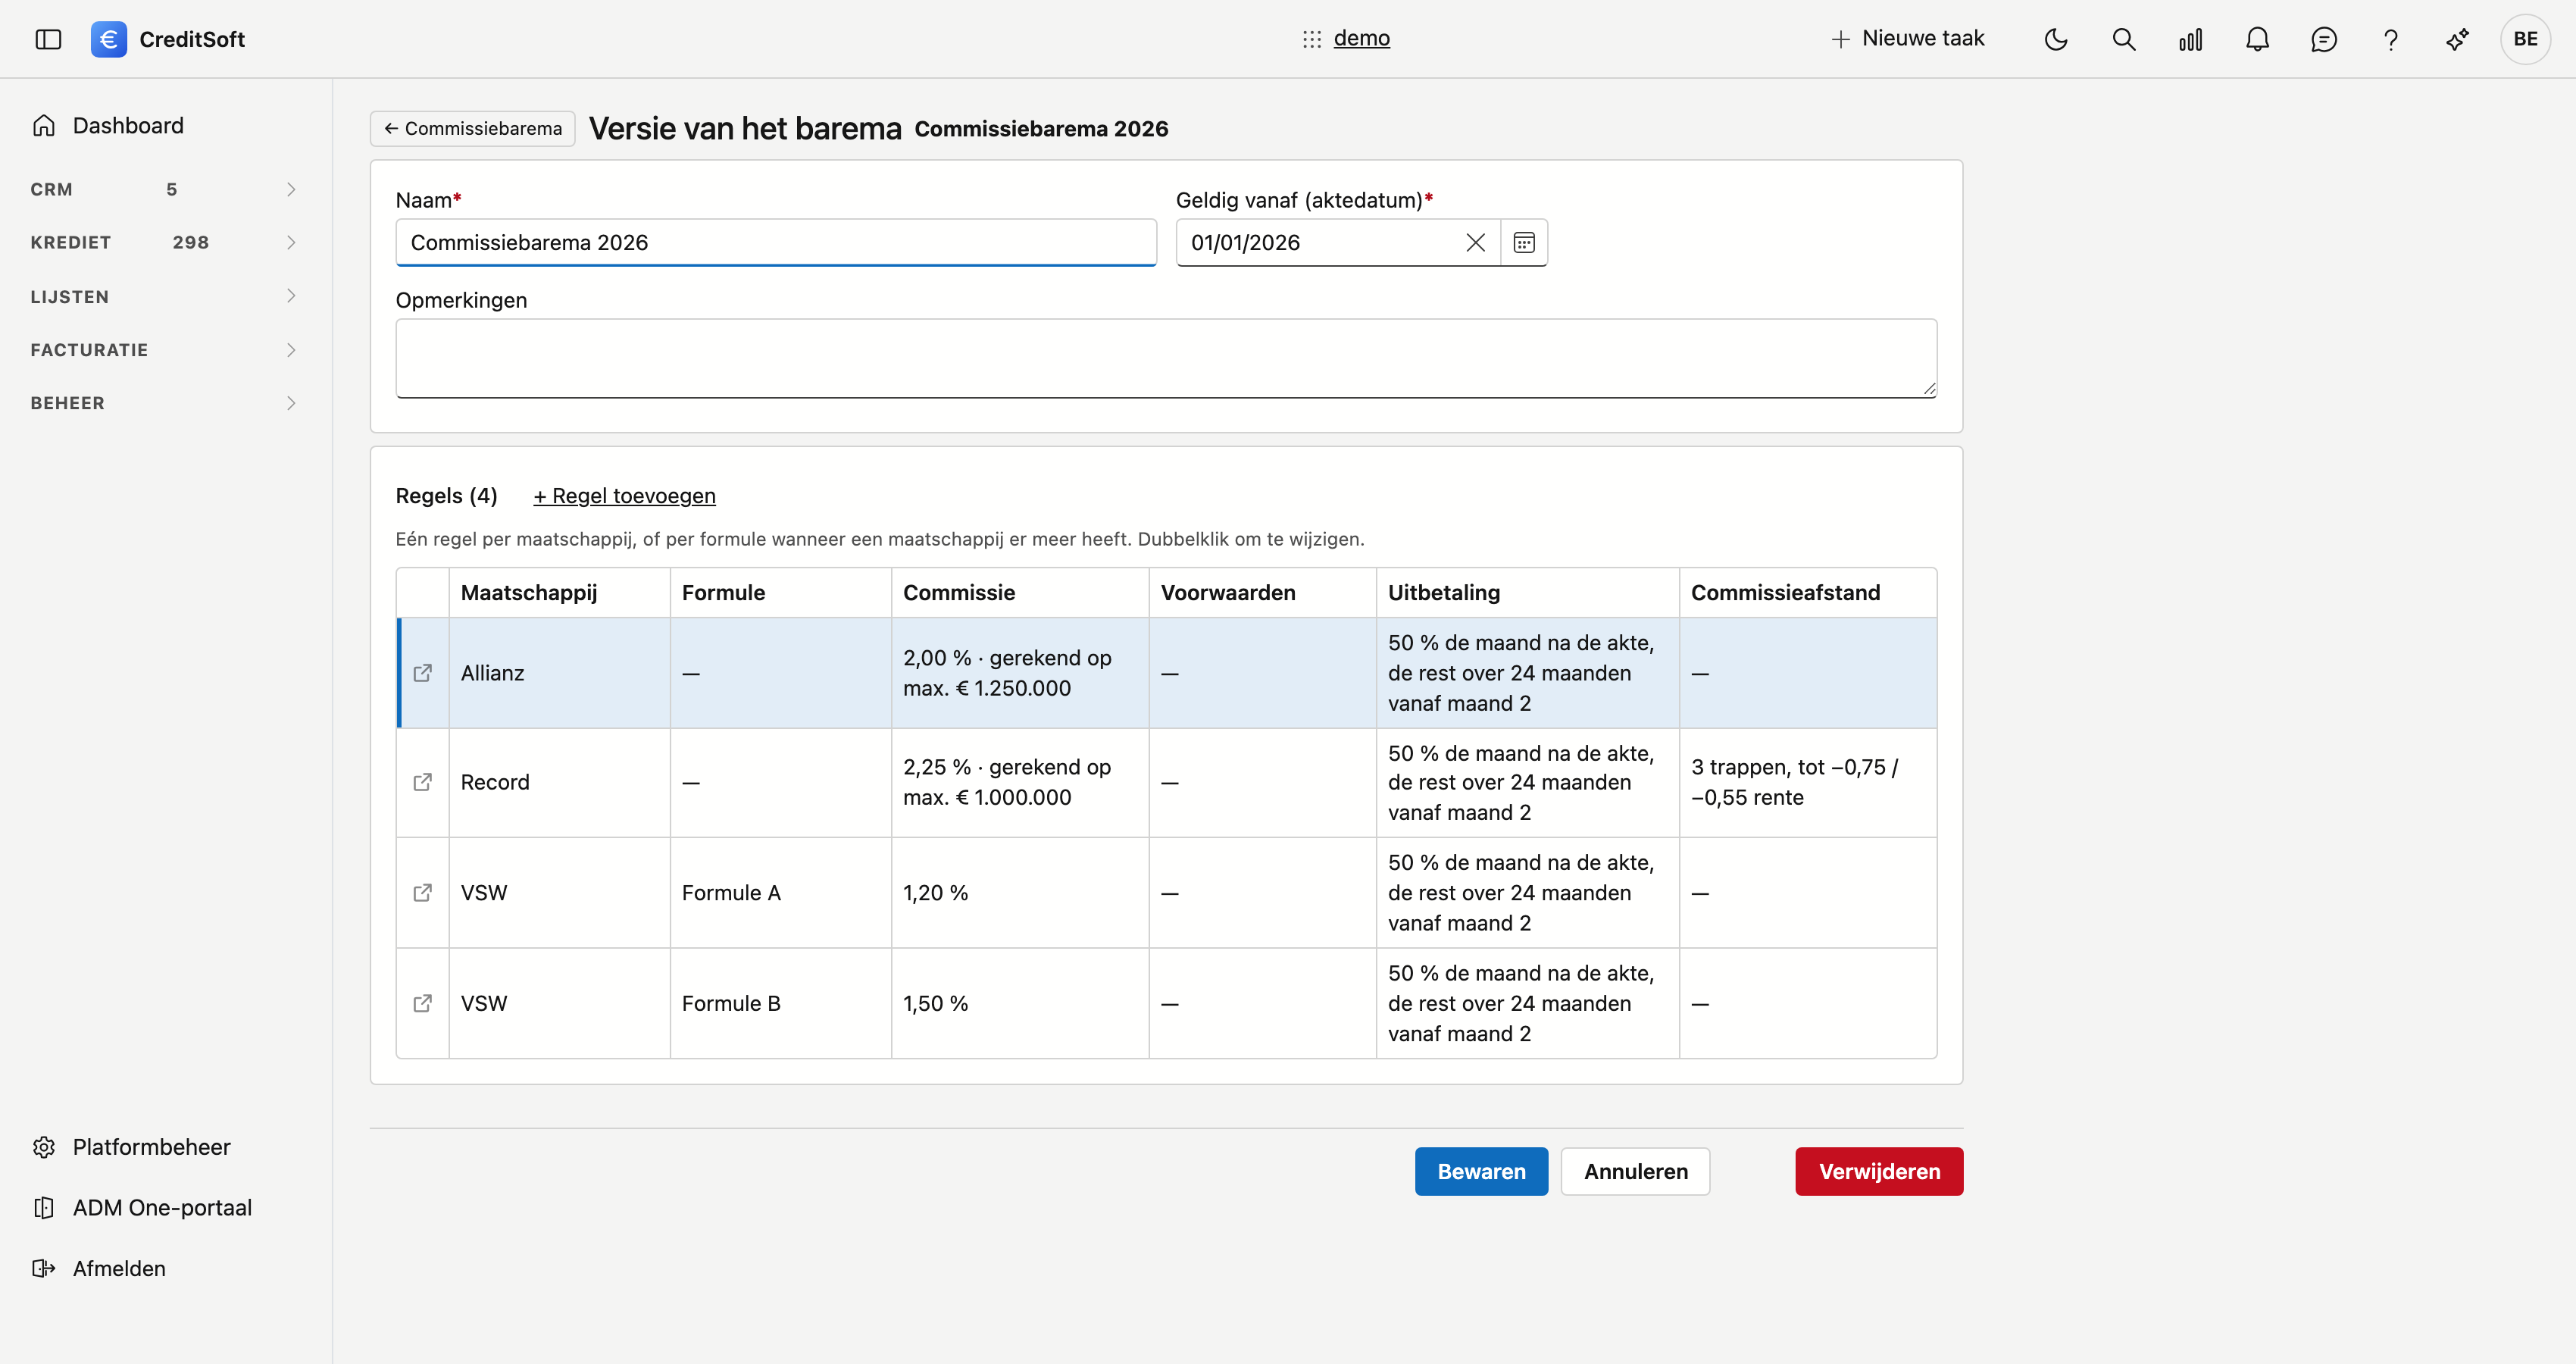 € CreditSoft
demo
Nieuwe taak
BE
Dashboard
CRM 5
KREDIET 298
LIJSTEN
FACTURATIE
BEHEER
Platformbeheer
ADM One-portaal
Afmelden
← Commissiebarema Versie van het barema Commissiebarema 2026
Naam* Geldig vanaf (aktedatum)*
Commissiebarema 2026 01/01/2026
Opmerkingen
Regels (4) + Regel toevoegen
Eén regel per maatschappij, of per formule wanneer een maatschappij er meer heeft. Dubbelklik om te wijzigen.
Maatschappij Formule Commissie Voorwaarden Uitbetaling Commissieafstand
Allianz — 2,00 % · gerekend op max. € 1.250.000 — 50 % de maand na de akte, de rest over 24 maanden vanaf maand 2 —
Record — 2,25 % · gerekend op max. € 1.000.000 — 50 % de maand na de akte, de rest over 24 maanden vanaf maand 2 3 trappen, tot −0,75 / −0,55 rente
VSW Formule A 1,20 % — 50 % de maand na de akte, de rest over 24 maanden vanaf maand 2 —
VSW Formule B 1,50 % — 50 % de maand na de akte, de rest over 24 maanden vanaf maand 2 —
Bewaren Annuleren Verwijderen